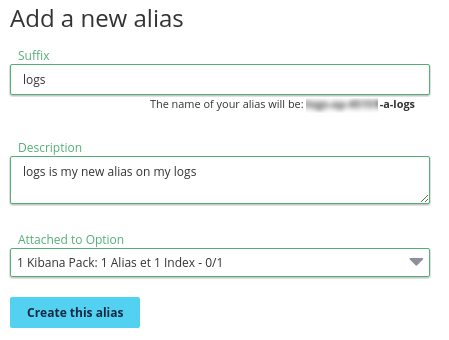 Add a new alias
Suffix
logs
The name of your alias will be: -a-logs
Description
logs is my new alias on my logs
Attached to Option
1 Kibana Pack: 1 Alias et 1 Index - 0/1
Create this alias